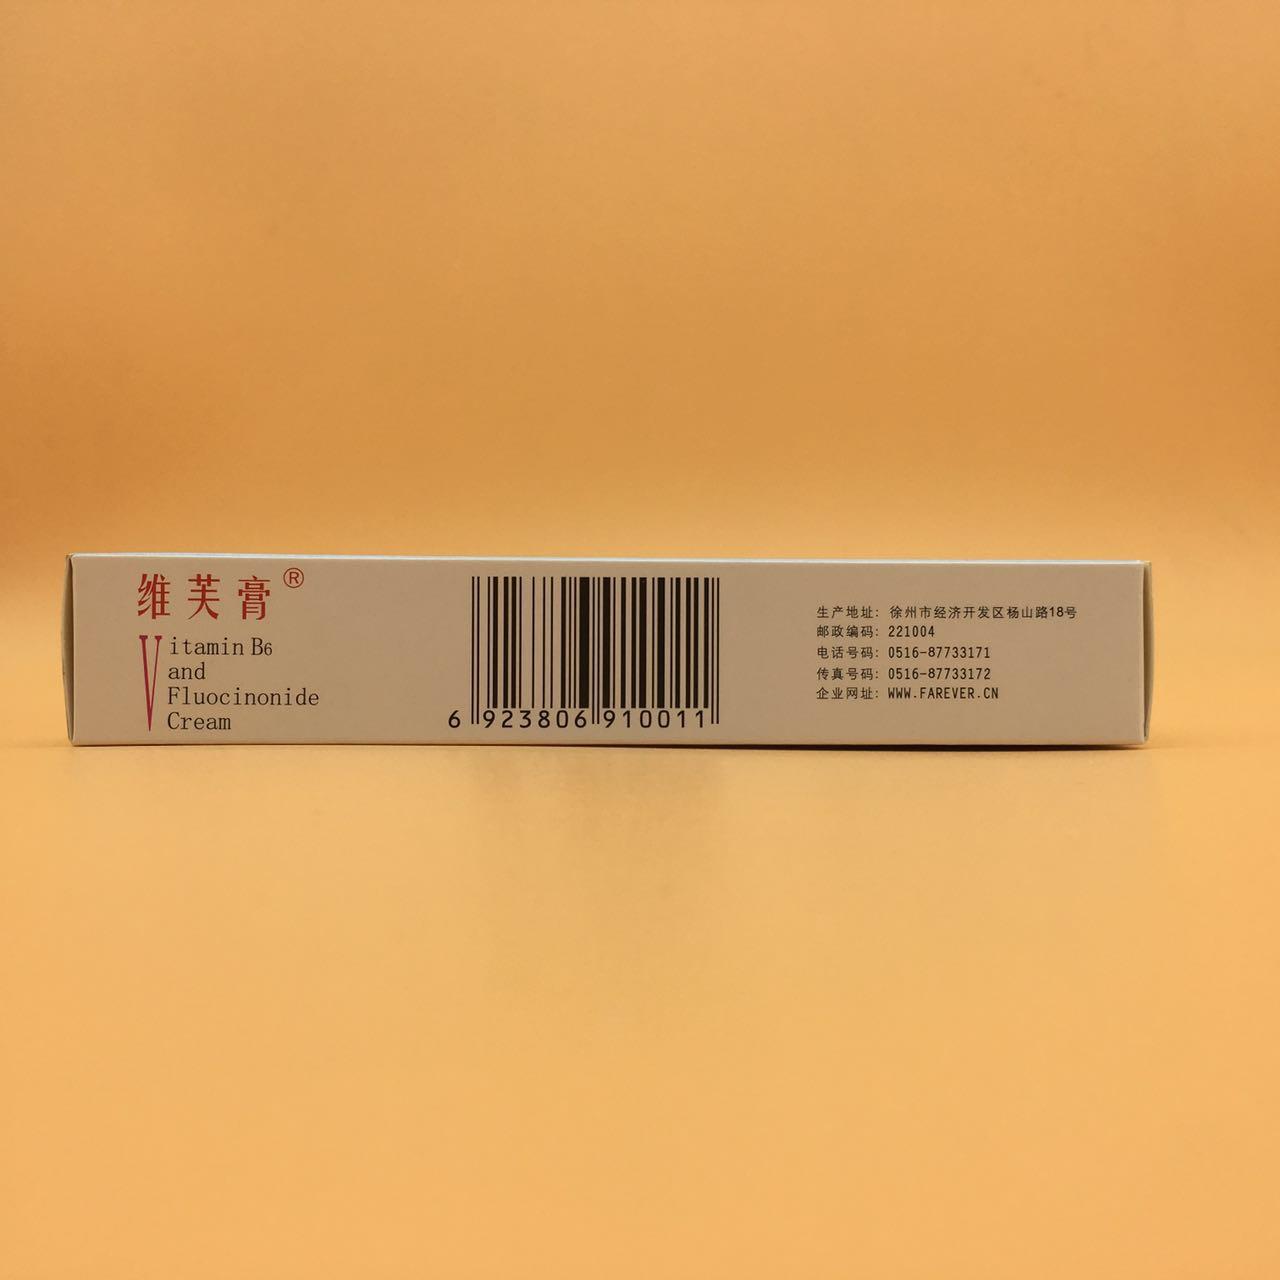 维芙膏®
Vitamin B6
and
Fluocinonide
Cream
6 923806 910011
生产地址: 徐州市经济开发区杨山路18号
邮政编码: 221004
电话号码: 0516-87733171
传真号码: 0516-87733172
企业网址: WWW.FAREVER.CN